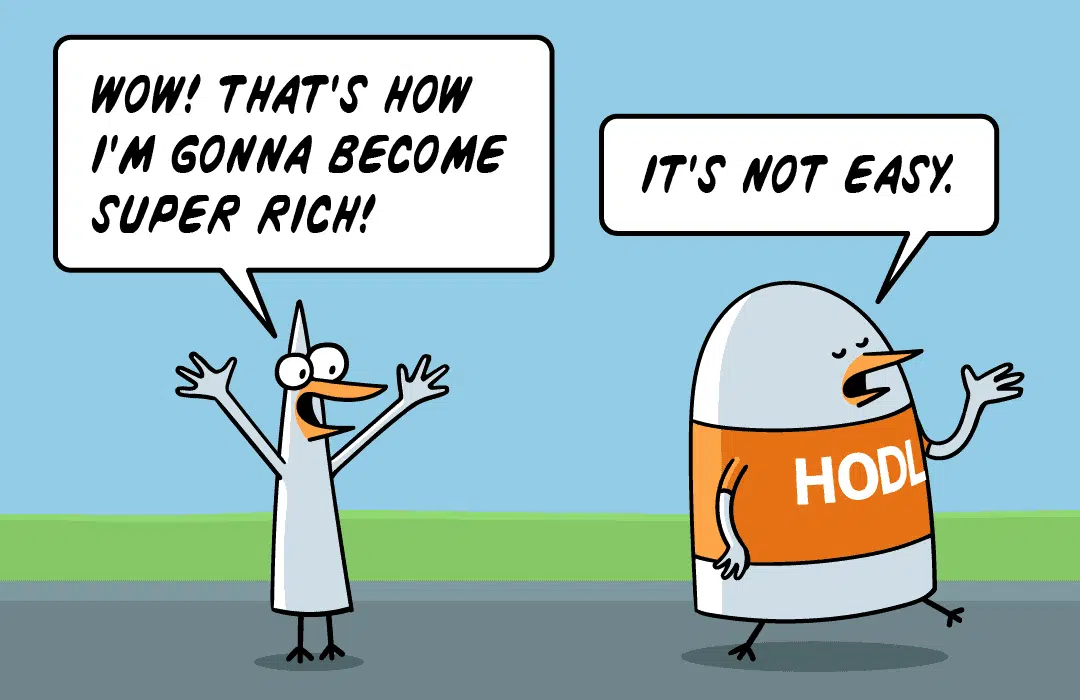 WOW! THAT'S HOW
I'M GONNA BECOME
SUPER RICH!
IT'S NOT EASY.
HODL